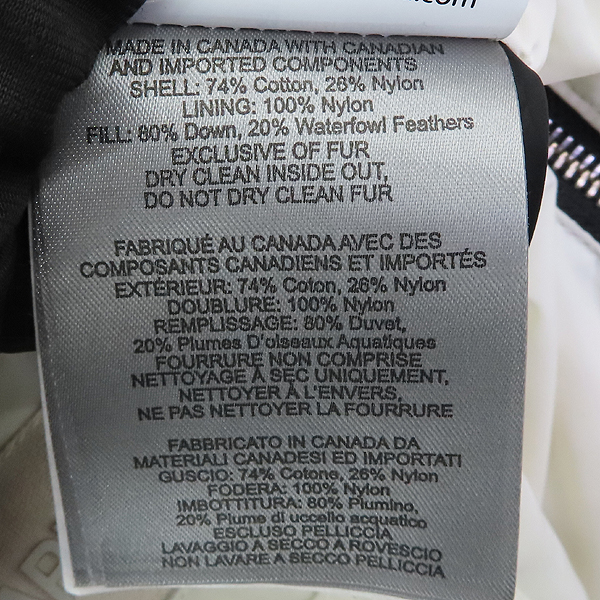 .com
MADE IN CANADA WITH CANADIAN
AND IMPORTED COMPONENTS
SHELL: 74% Cotton, 26% Nylon
LINING: 100% Nylon
FILL: 80% Down, 20% Waterfowl Feathers
EXCLUSIVE OF FUR
DRY CLEAN INSIDE OUT,
DO NOT DRY CLEAN FUR
FABRIQUÉ AU CANADA AVEC DES
COMPOSANTS CANADIENS ET IMPORTÉS
EXTÉRIEUR: 74% Coton, 26% Nylon
DOUBLURE: 100% Nylon
REMPLISSAGE: 80% Duvet,
20% Plumes D'oiseaux Aquatiques
FOURRURE NON COMPRISE
NETTOYAGE À SEC UNIQUEMENT,
NETTOYER À L'ENVERS,
NE PAS NETTOYER LA FOURRURE
FABBRICATO IN CANADA DA
MATERIALI CANADESI ED IMPORTATI
GUSCIO: 74% Cotone, 26% Nylon
FODERA: 100% Nylon
IMBOTTITURA: 80% Plumino,
20% Plume di uccello acquatico
ESCLUSO PELLICCIA
LAVAGGIO A SECCO A ROVESCIO
NON LAVARE A SECCO PELLICCIA